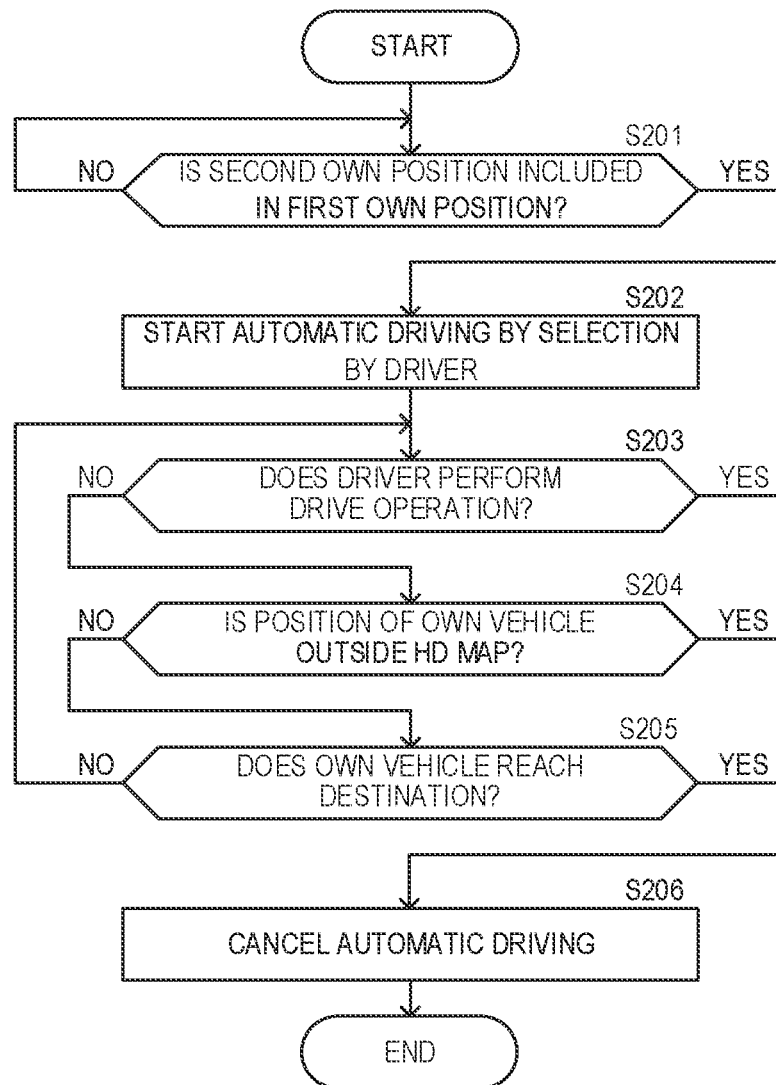 START
S201
NO
IS SECOND OWN POSITION INCLUDED
YES
IN FIRST OWN POSITION?
S202
START AUTOMATIC DRIVING BY SELECTION
BY DRIVER
S203
NO
DOES DRIVER PERFORM
YES
DRIVE OPERATION?
S204
NO
IS POSITION OF OWN VEHICLE
YES
OUTSIDE HD MAP?
S205
NO
DOES OWN VEHICLE REACH
YES
DESTINATION?
S206
CANCEL AUTOMATIC DRIVING
END